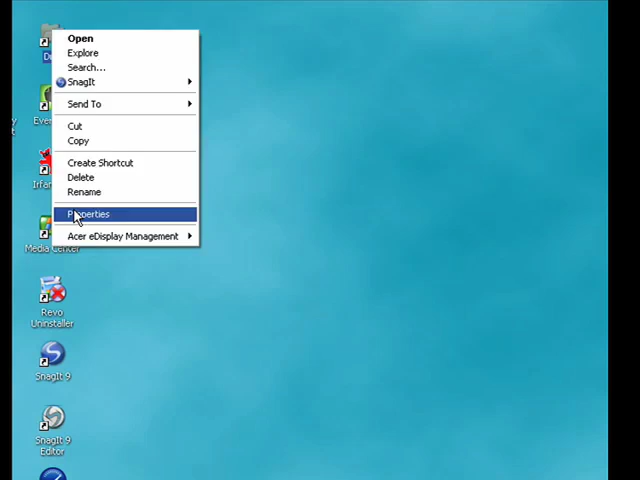 Open
Explore
Search...
SnagIt
Send To
Cut
Copy
Create Shortcut
Delete
Rename
Properties
Acer eDisplay Management
Media Center
Revo
Uninstaller
SnagIt 9
SnagIt 9
Editor